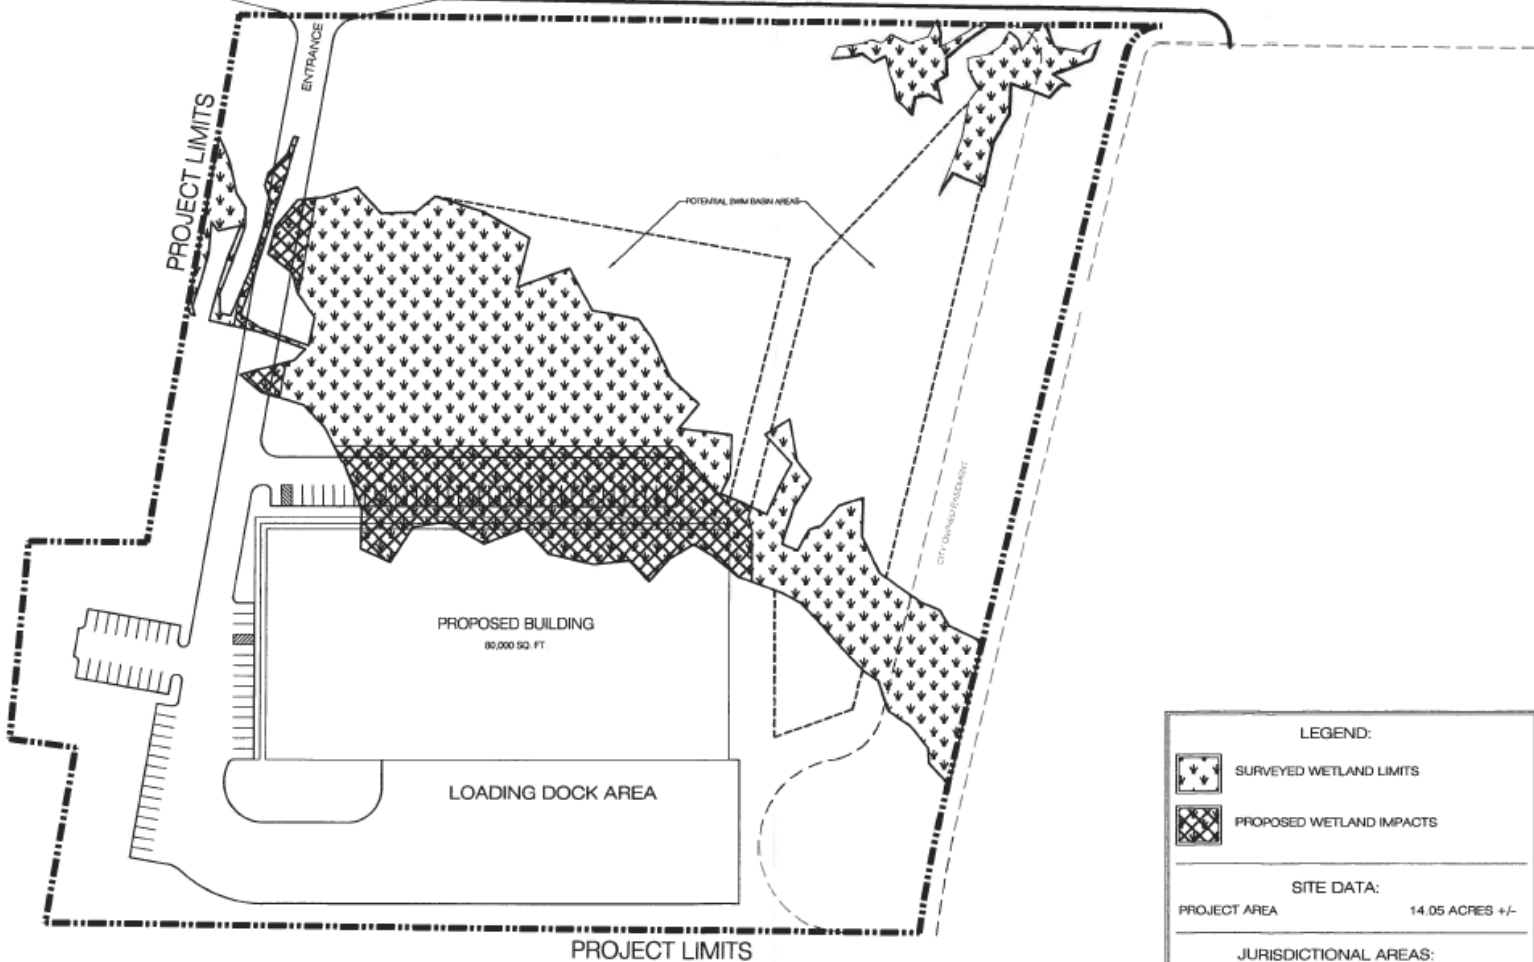 ENTRANCE
PROJECT LIMITS
POTENTIAL SWM BASIN AREAS
CITY OWNED EASEMENT
PROPOSED BUILDING
80,000 SQ. FT.
LOADING DOCK AREA
PROJECT LIMITS
LEGEND:
SURVEYED WETLAND LIMITS
PROPOSED WETLAND IMPACTS
SITE DATA:
PROJECT AREA 14.05 ACRES +/-
JURISDICTIONAL AREAS: